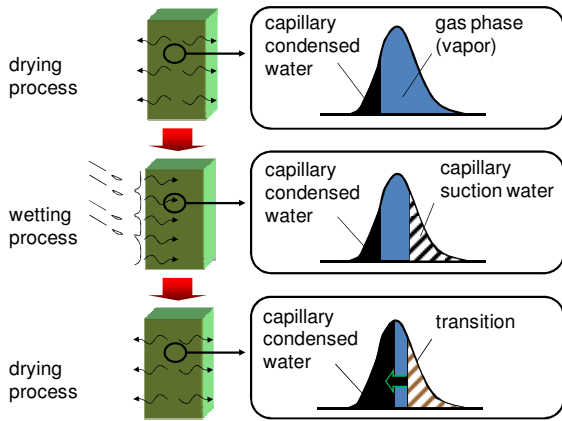 drying
process
capillary
condensed
water
gas phase
(vapor)
wetting
process
capillary
condensed
water
capillary
suction water
drying
process
capillary
condensed
water
transition